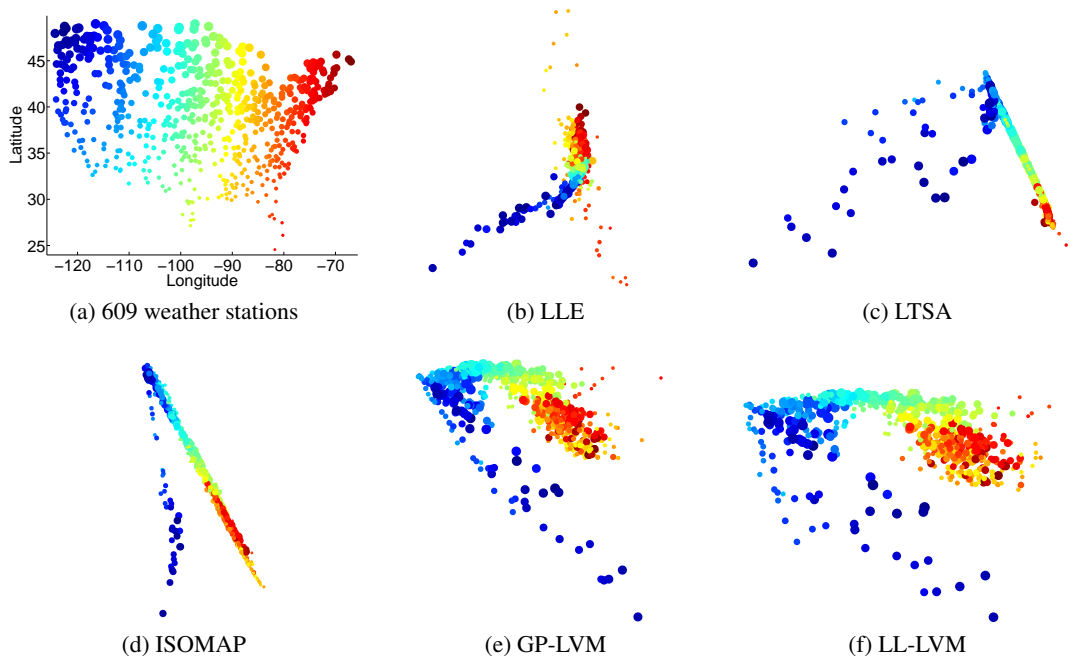 45
40
35
30
25
Latitude
−120 −110 −100 −90 −80 −70
Longitude
(a) 609 weather stations
(b) LLE
(c) LTSA
(d) ISOMAP
(e) GP-LVM
(f) LL-LVM